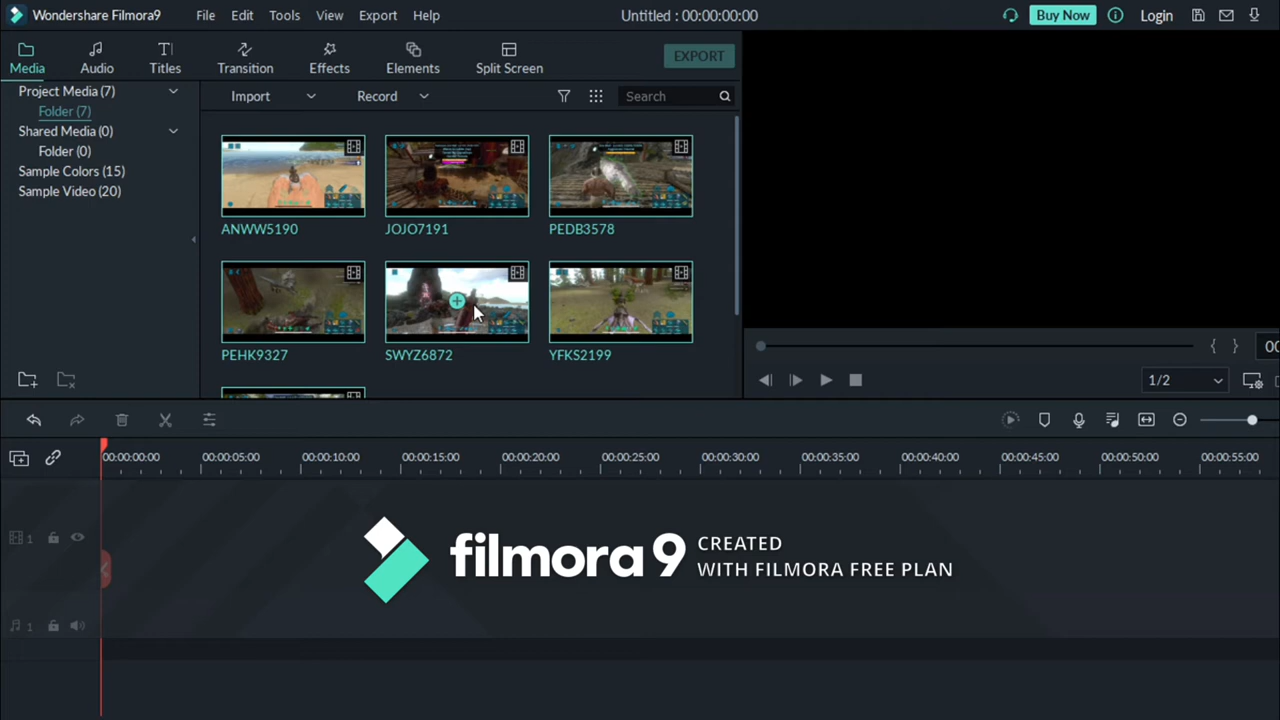 Wondershare Filmora9 File Edit Tools View Export Help Untitled : 00:00:00:00 Buy Now Login
Media Audio Titles Transition Effects Elements Split Screen EXPORT
Project Media (7)
Folder (7)
Shared Media (0)
Folder (0)
Sample Colors (15)
Sample Video (20)
Import Record Search
ANWW5190 JOJO7191 PEDB3578
PEHK9327 SWYZ6872 YFKS2199
00
1/2
00:00:00:00 00:00:05:00 00:00:10:00 00:00:15:00 00:00:20:00 00:00:25:00 00:00:30:00 00:00:35:00 00:00:40:00 00:00:45:00 00:00:50:00 00:00:55:00
1
1
filmora 9 CREATED
WITH FILMORA FREE PLAN